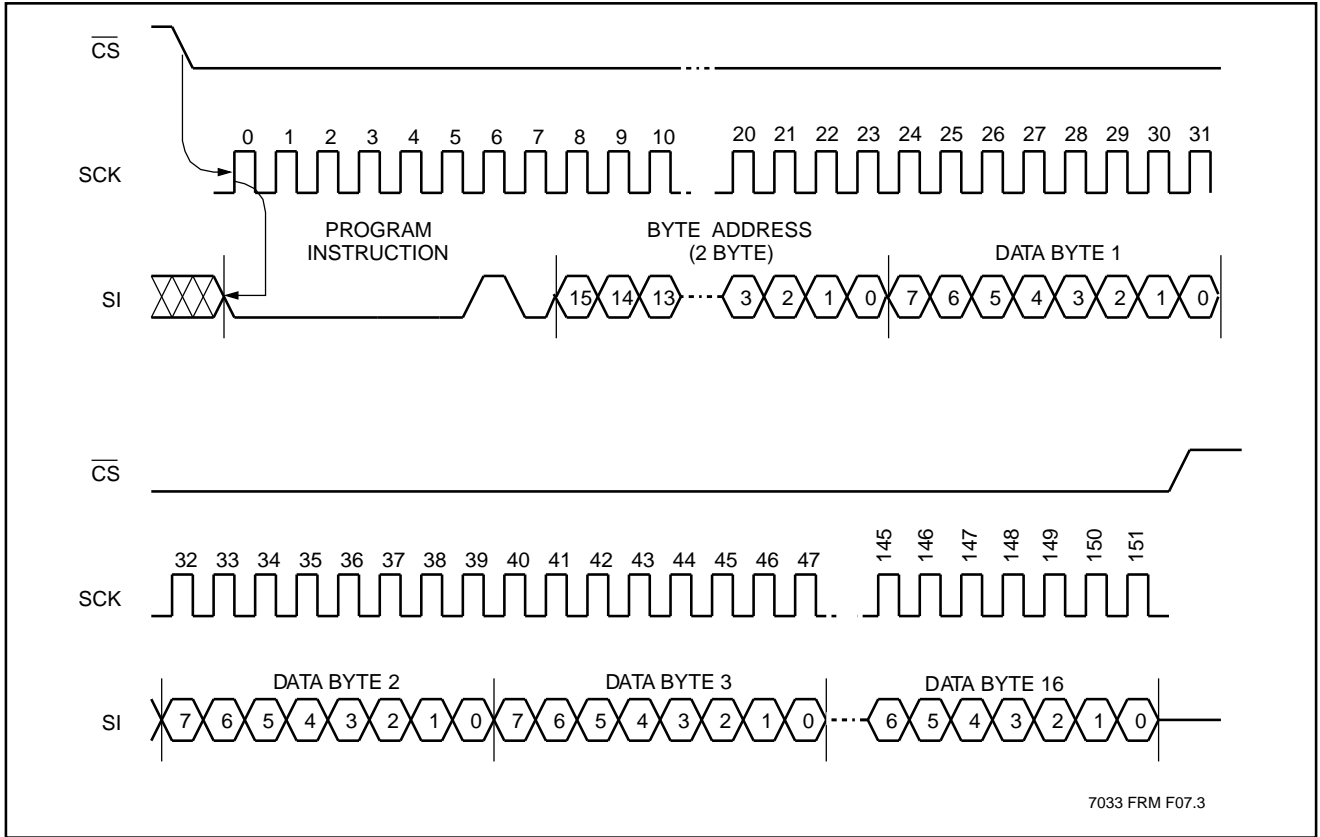 CS
0 1 2 3 4 5 6 7 8 9 10 20 21 22 23 24 25 26 27 28 29 30 31
SCK
PROGRAM INSTRUCTION
BYTE ADDRESS (2 BYTE)
DATA BYTE 1
SI
15 14 13 3 2 1 0 7 6 5 4 3 2 1 0
CS
32 33 34 35 36 37 38 39 40 41 42 43 44 45 46 47 145 146 147 148 149 150 151
SCK
DATA BYTE 2 DATA BYTE 3 DATA BYTE 16
SI
7 6 5 4 3 2 1 0 7 6 5 4 3 2 1 0 6 5 4 3 2 1 0
7033 FRM F07.3